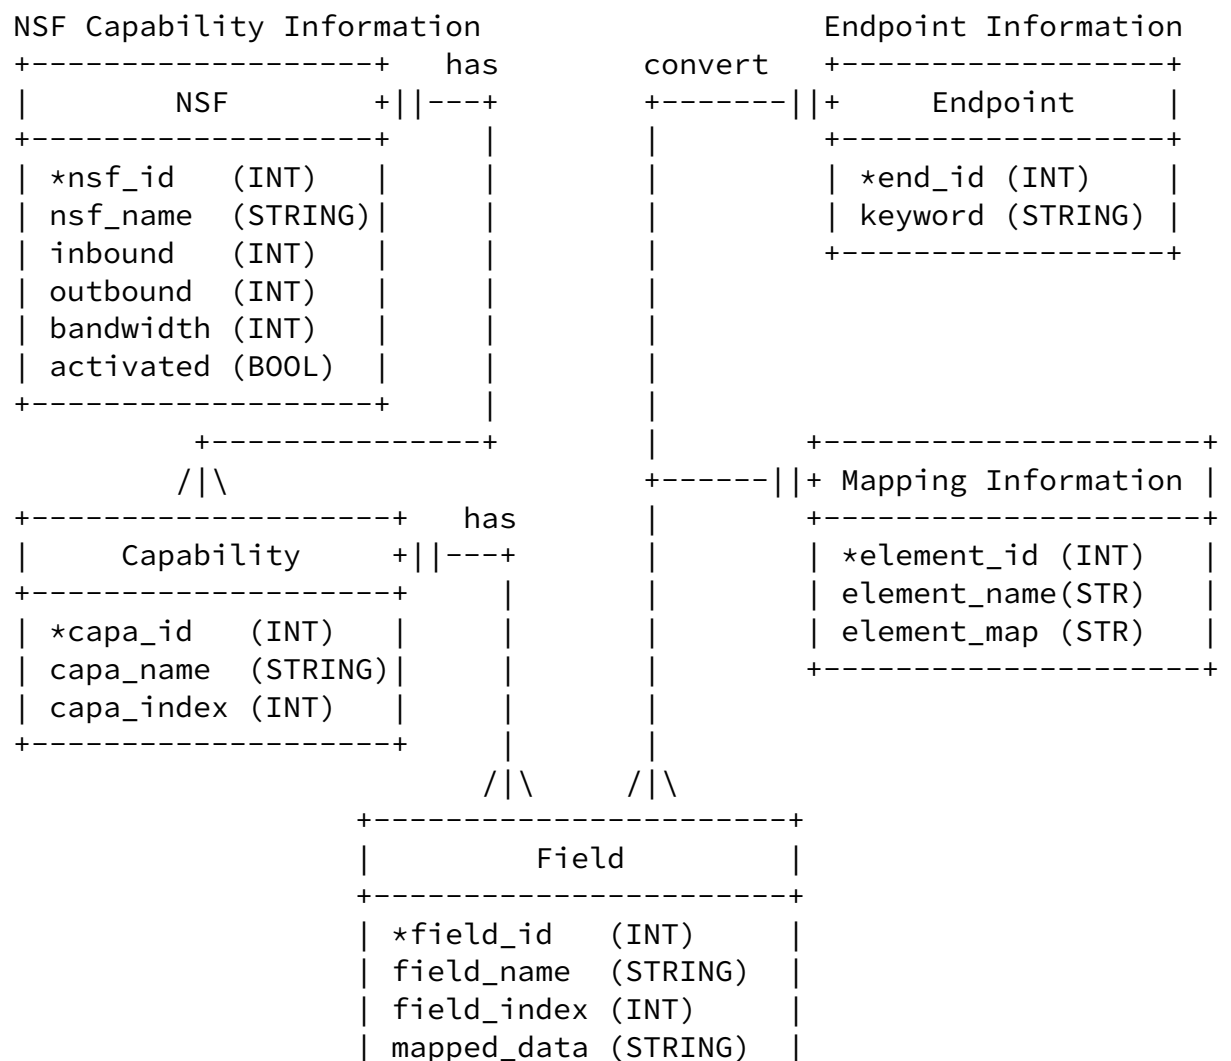 NSF Capability Information                   Endpoint Information
+-------------------+   has        convert   +------------------+
|        NSF        +||---+        +-------||+     Endpoint     |
+-------------------+     |        |         +------------------+
| *nsf_id   (INT)   |     |        |         | *end_id (INT)    |
| nsf_name  (STRING)|     |        |         | keyword (STRING) |
| inbound   (INT)   |     |        |         +------------------+
| outbound  (INT)   |     |        |
| bandwidth (INT)   |     |        |
| activated (BOOL)  |     |        |
+-------------------+     |        |
          +---------------+        |        +---------------------+
         /|\                       +------||+ Mapping Information |
+--------------------+   has       |        +---------------------+
|     Capability     +||---+       |        | *element_id (INT)   |
+--------------------+     |       |        | element_name(STR)   |
| *capa_id   (INT)   |     |       |        | element_map (STR)   |
| capa_name  (STRING)|     |       |        +---------------------+
| capa_index (INT)   |     |       |
+--------------------+     |       |
                          /|\     /|\
                   +-----------------------+
                   |         Field         |
                   +-----------------------+
                   | *field_id   (INT)     |
                   | field_name  (STRING)  |
                   | field_index (INT)     |
                   | mapped_data (STRING)  |